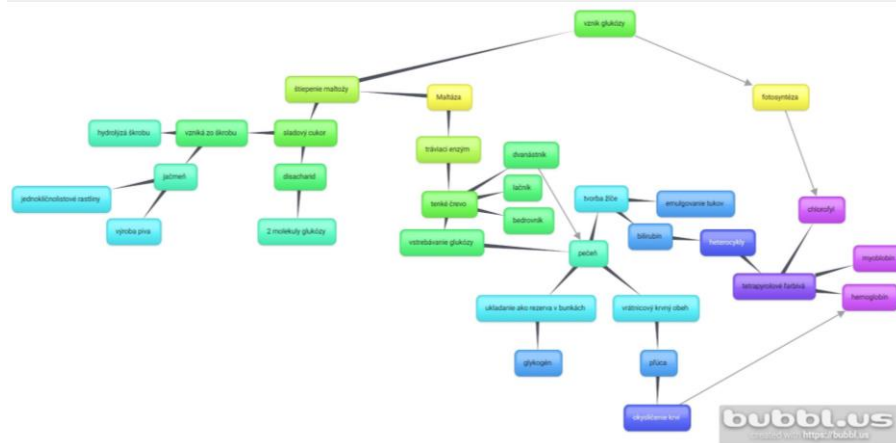 vznik glukózy
štiepenie maltózy
Maltáza
fotosyntéza
hydrolýza škrobu
vzniká zo škrobu
sladový cukor
tráviaci enzým
dvanástnik
jačmeň
disacharid
lačník
jednoklíčnolistové rastliny
tenké črevo
tvorba žlče
emulgovanie tukov
chlorofyl
bedrovník
výroba piva
2 molekuly glukózy
vstrebávanie glukózy
bilirubín
heterocykly
pečeň
myoblobín
tetrapyrolové farbivá
hemoglobín
ukladanie ako rezerva v bunkách
vrátnicový krvný obeh
glykogén
pľúca
okysličenie krvi
bubbl.us
created with https://bubbl.us